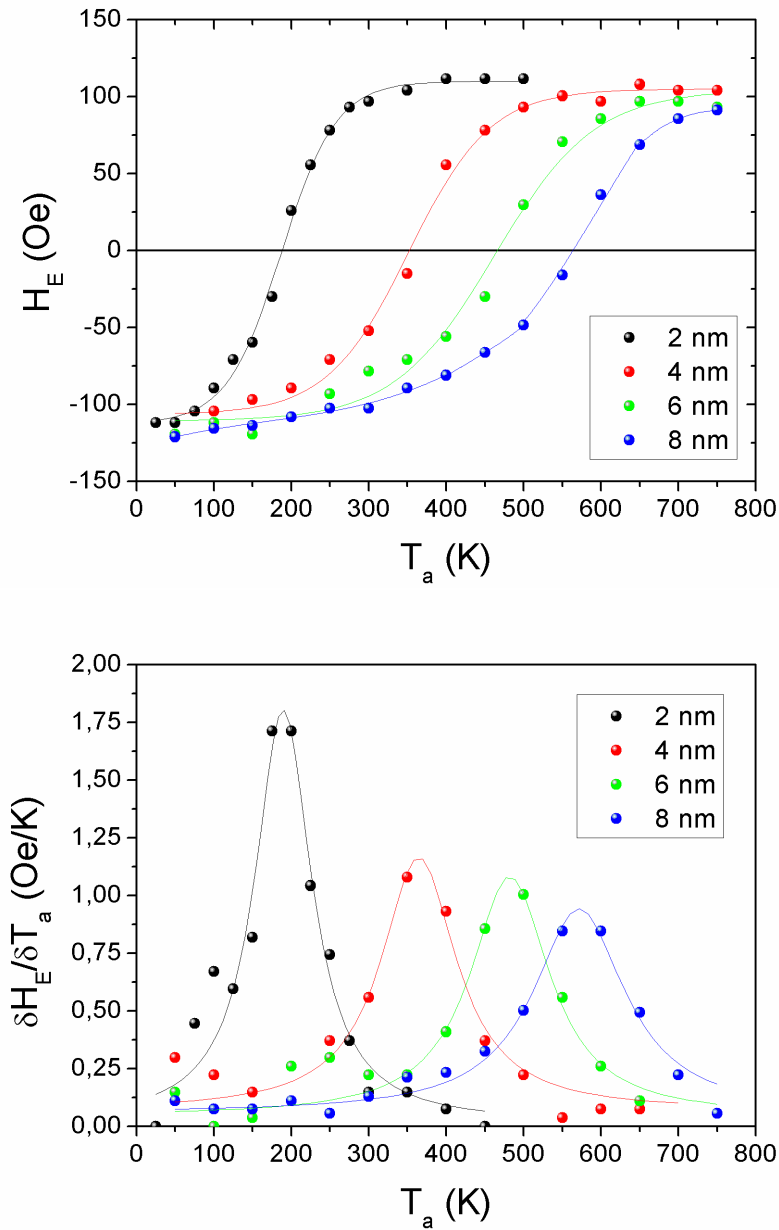 150
100
50
0
-50
-100
-150
H_E (Oe)
2 nm
4 nm
6 nm
8 nm
0 100 200 300 400 500 600 700 800
T_a (K)
2,00
1,75
1,50
1,25
1,00
0,75
0,50
0,25
0,00
δH_E/δT_a (Oe/K)
2 nm
4 nm
6 nm
8 nm
0 100 200 300 400 500 600 700 800
T_a (K)